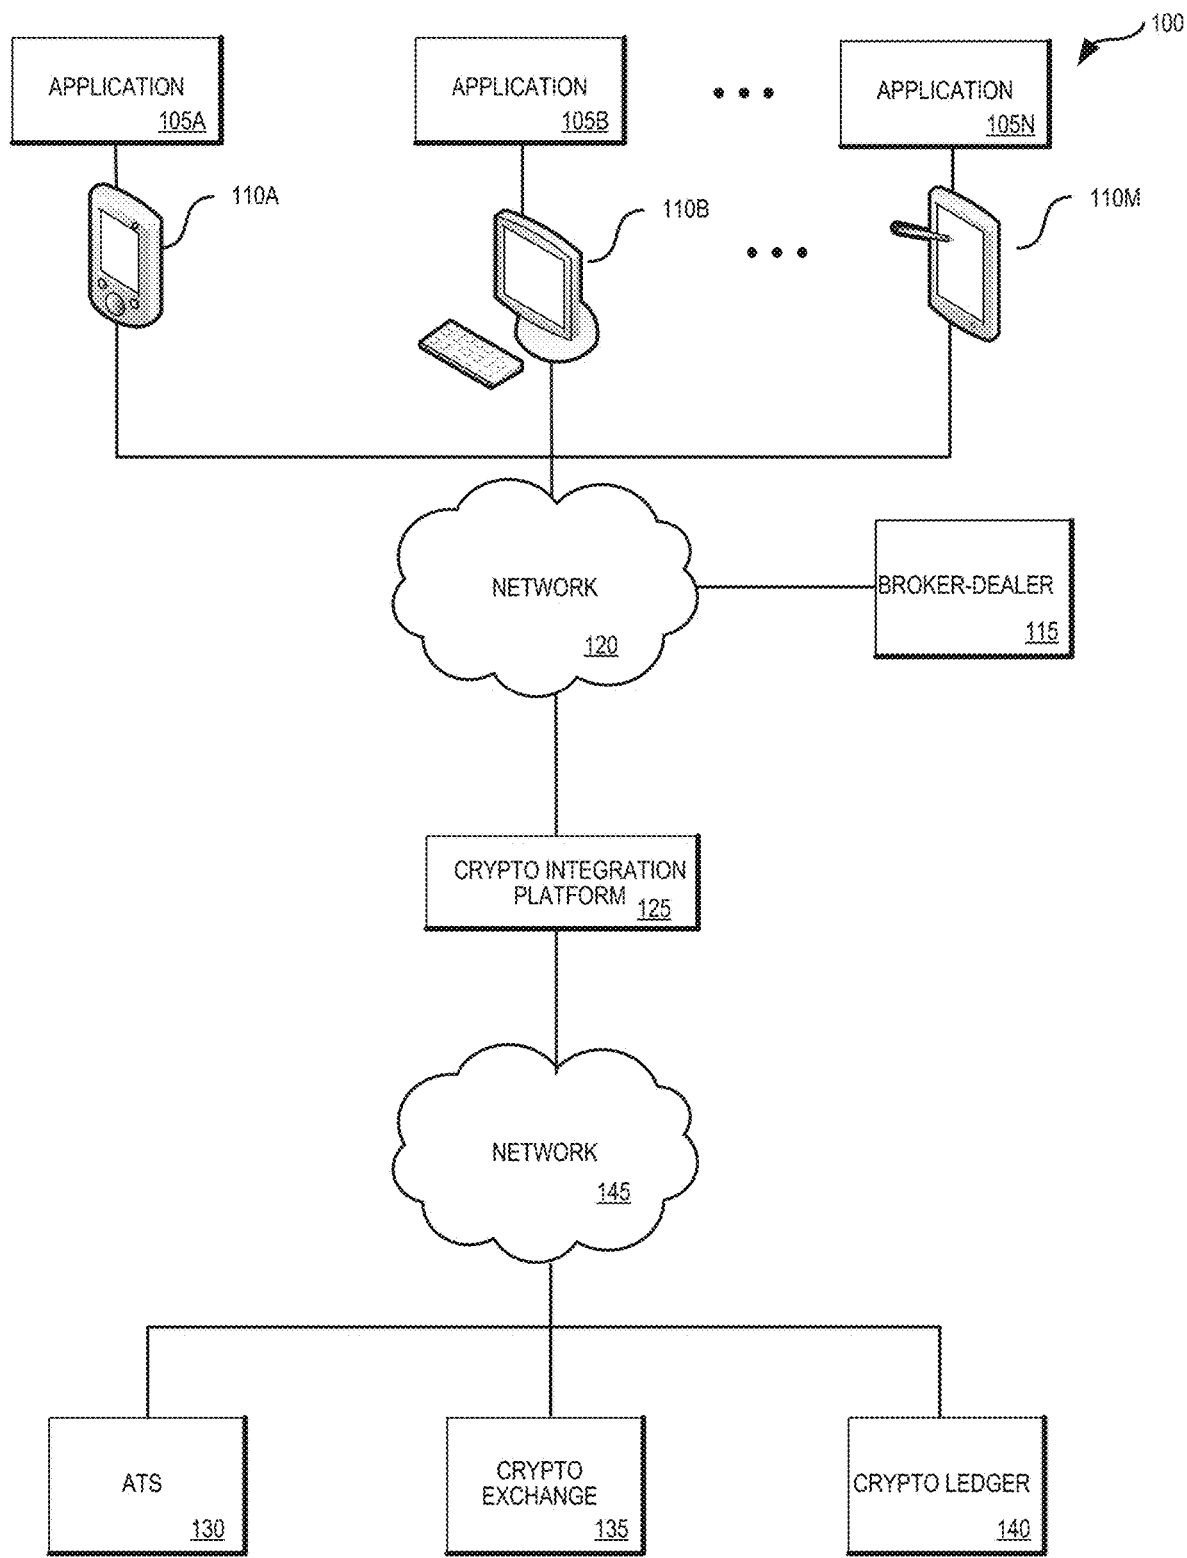 100
APPLICATION
105A
APPLICATION
105B
APPLICATION
105N
110A
110B
110M
NETWORK
120
BROKER-DEALER
115
CRYPTO INTEGRATION
PLATFORM 125
NETWORK
145
ATS
130
CRYPTO
EXCHANGE
135
CRYPTO LEDGER
140